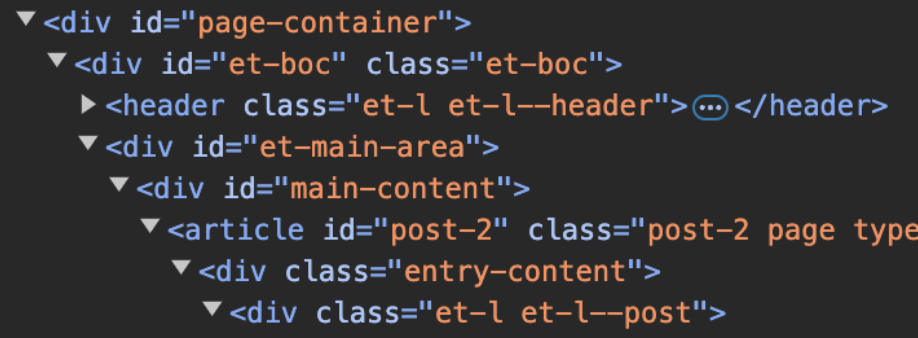 <div id="page-container">
<div id="et-boc" class="et-boc">
<header class="et-l et-l--header">…</header>
<div id="et-main-area">
<div id="main-content">
<article id="post-2" class="post-2 page type
<div class="entry-content">
<div class="et-l et-l--post">